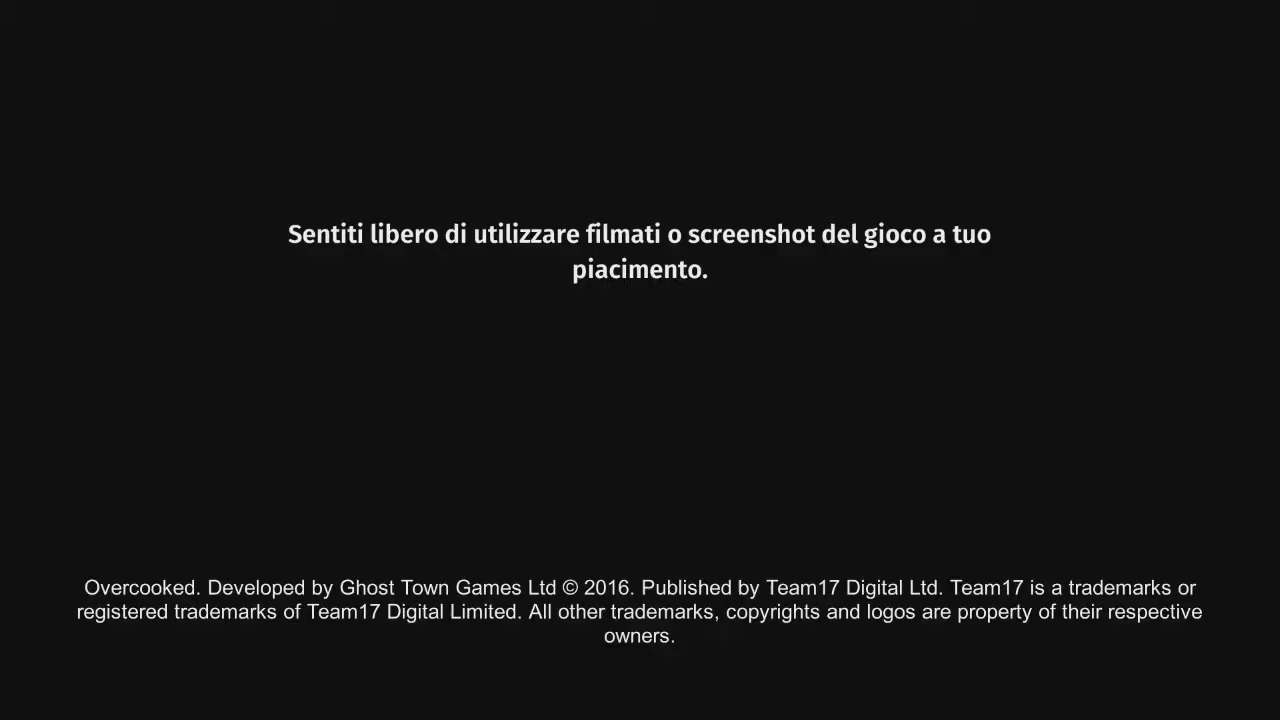 Sentiti libero di utilizzare filmati o screenshot del gioco a tuo
piacimento.
Overcooked. Developed by Ghost Town Games Ltd © 2016. Published by Team17 Digital Ltd. Team17 is a trademarks or
registered trademarks of Team17 Digital Limited. All other trademarks, copyrights and logos are property of their respective
owners.